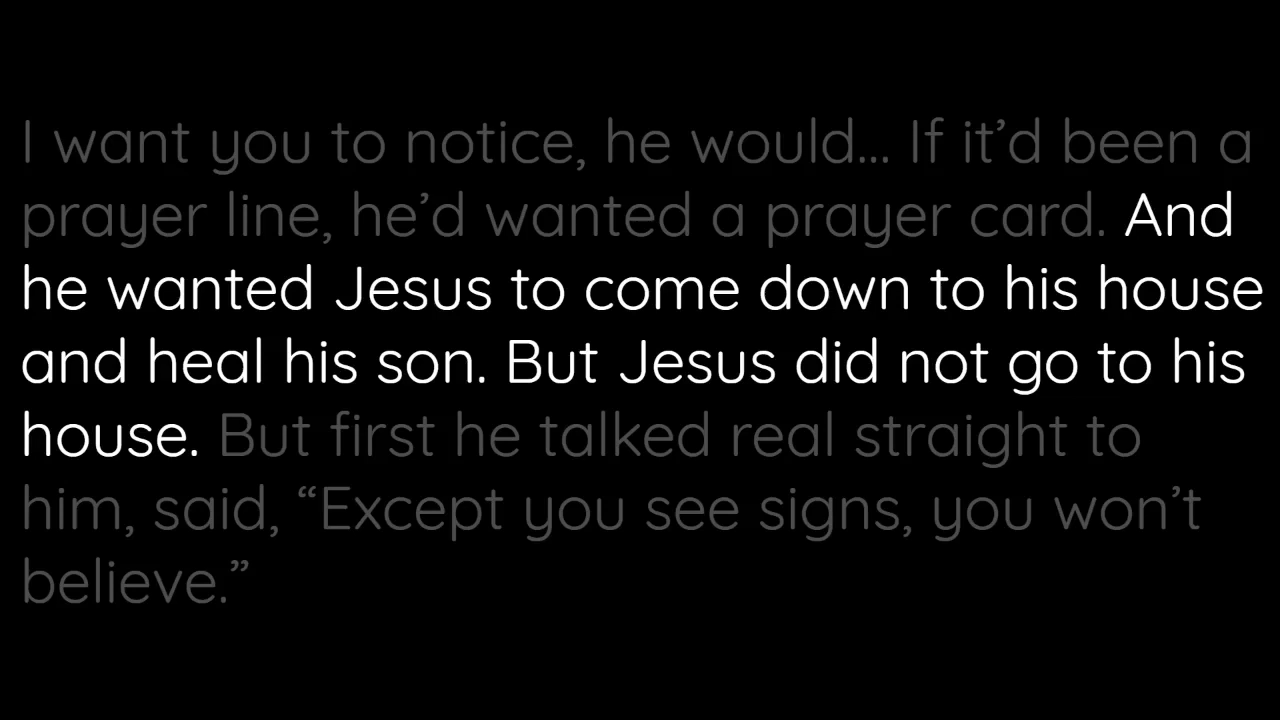 I want you to notice, he would... If it’d been a
prayer line, he’d wanted a prayer card. And
he wanted Jesus to come down to his house
and heal his son. But Jesus did not go to his
house. But first he talked real straight to
him, said, “Except you see signs, you won’t
believe.”